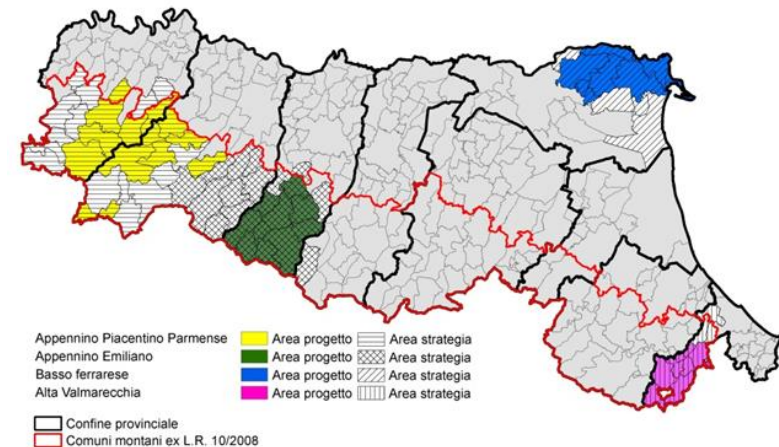 Appennino Piacentino Parmense Area progetto Area strategia
Appennino Emiliano Area progetto Area strategia
Basso ferrarese Area progetto Area strategia
Alta Valmarecchia Area progetto Area strategia
Confine provinciale
Comuni montani ex L.R. 10/2008